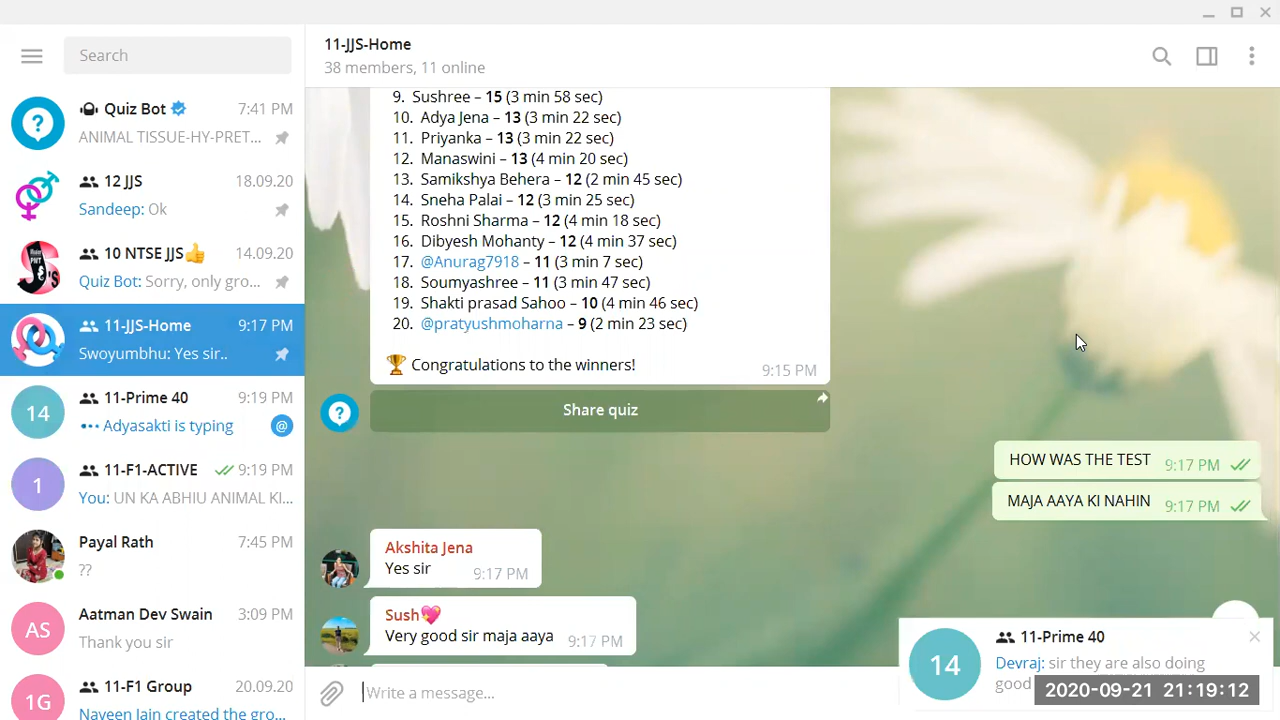 Search
Quiz Bot 7:41 PM
ANIMAL TISSUE-HY-PRET...
12 JJS 18.09.20
Sandeep: Ok
10 NTSE JJS👍 14.09.20
Quiz Bot: Sorry, only gro...
11-JJS-Home 9:17 PM
Swoyumbhu: Yes sir..
14
11-Prime 40 9:19 PM
Adyasakti is typing @
1
11-F1-ACTIVE 9:19 PM
You: UN KA ABHIU ANIMAL KI...
Payal Rath 7:45 PM
??
AS
Aatman Dev Swain 3:09 PM
Thank you sir
1G
11-F1 Group 20.09.20
Naveen Jain created the gro...
11-JJS-Home
38 members, 11 online
9. Sushree – 15 (3 min 58 sec)
10. Adya Jena – 13 (3 min 22 sec)
11. Priyanka – 13 (3 min 22 sec)
12. Manaswini – 13 (4 min 20 sec)
13. Samikshya Behera – 12 (2 min 45 sec)
14. Sneha Palai – 12 (3 min 25 sec)
15. Roshni Sharma – 12 (4 min 18 sec)
16. Dibyesh Mohanty – 12 (4 min 37 sec)
17. @Anurag7918 – 11 (3 min 7 sec)
18. Soumyashree – 11 (3 min 47 sec)
19. Shakti prasad Sahoo – 10 (4 min 46 sec)
20. @pratyushmoharna – 9 (2 min 23 sec)
🏆 Congratulations to the winners!
9:15 PM
Share quiz
HOW WAS THE TEST 9:17 PM
MAJA AAYA KI NAHIN 9:17 PM
Akshita Jena
Yes sir 9:17 PM
Sush💖
Very good sir maja aaya 9:17 PM
Write a message...
14
11-Prime 40
Devraj: sir they are also doing
good
2020-09-21 21:19:12